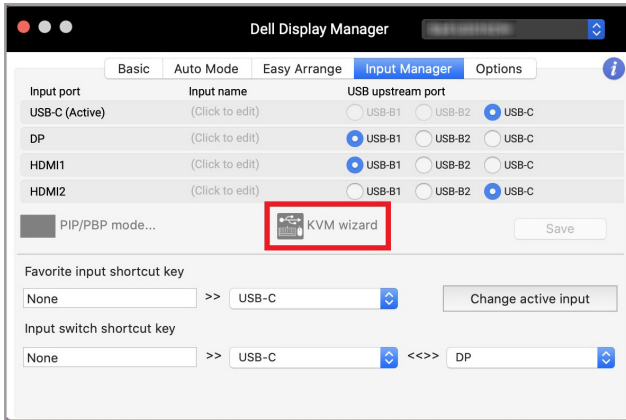 Dell Display Manager
Basic Auto Mode Easy Arrange Input Manager Options i
Input port Input name USB upstream port
USB-C (Active) (Click to edit) USB-B1 USB-B2 USB-C
DP (Click to edit) USB-B1 USB-B2 USB-C
HDMI1 (Click to edit) USB-B1 USB-B2 USB-C
HDMI2 (Click to edit) USB-B1 USB-B2 USB-C
PIP/PBP mode... KVM wizard Save
Favorite input shortcut key
None >> USB-C Change active input
Input switch shortcut key
None >> USB-C <<>> DP